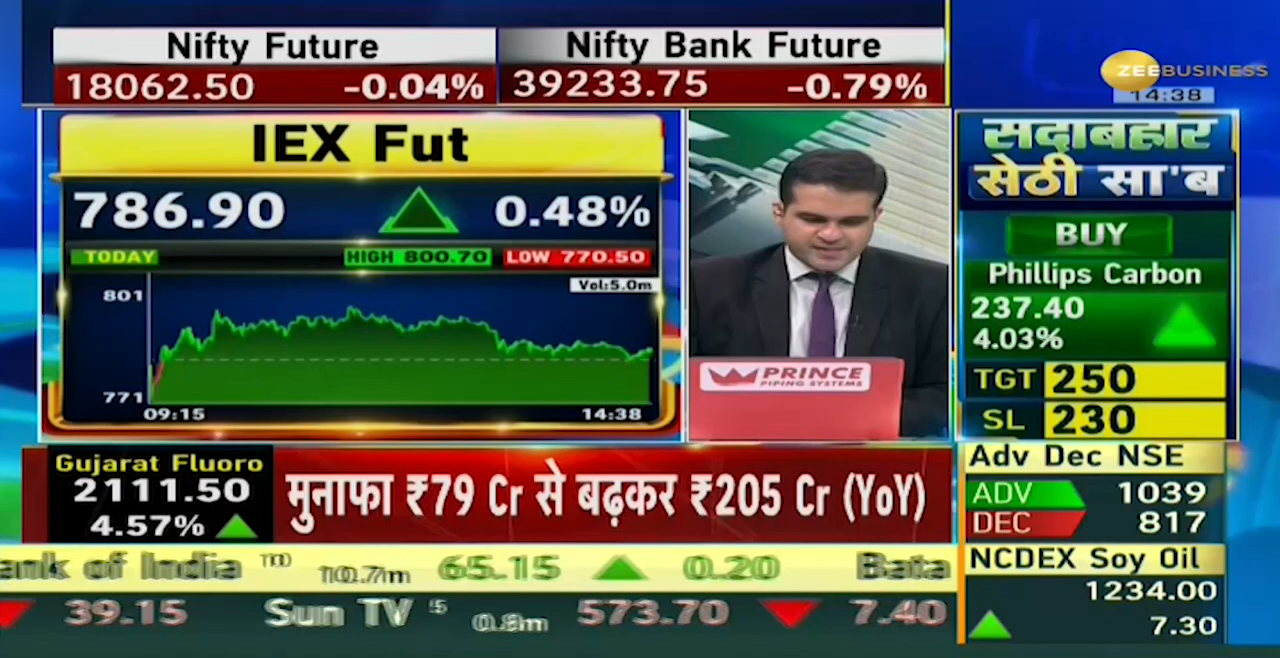 Nifty Future
18062.50 -0.04%
Nifty Bank Future
39233.75 -0.79%
ZEEBUSINESS
14:38
IEX Fut
786.90 0.48%
TODAY HIGH 800.70 LOW 770.50
Vol:5.0m
801
771
09:15 14:38
PRINCE
PIPING SYSTEMS
सदाबहार
सेठी सा'ब
BUY
Phillips Carbon
237.40
4.03%
TGT 250
SL 230
Gujarat Fluoro
2111.50
4.57%
मुनाफा ₹79 Cr से बढ़कर ₹205 Cr (YoY)
Adv Dec NSE
ADV 1039
DEC 817
NCDEX Soy Oil
1234.00
7.30
ank of India 10.7m 65.15 0.20 Bata
39.15 Sun TV 0.8m 573.70 7.40